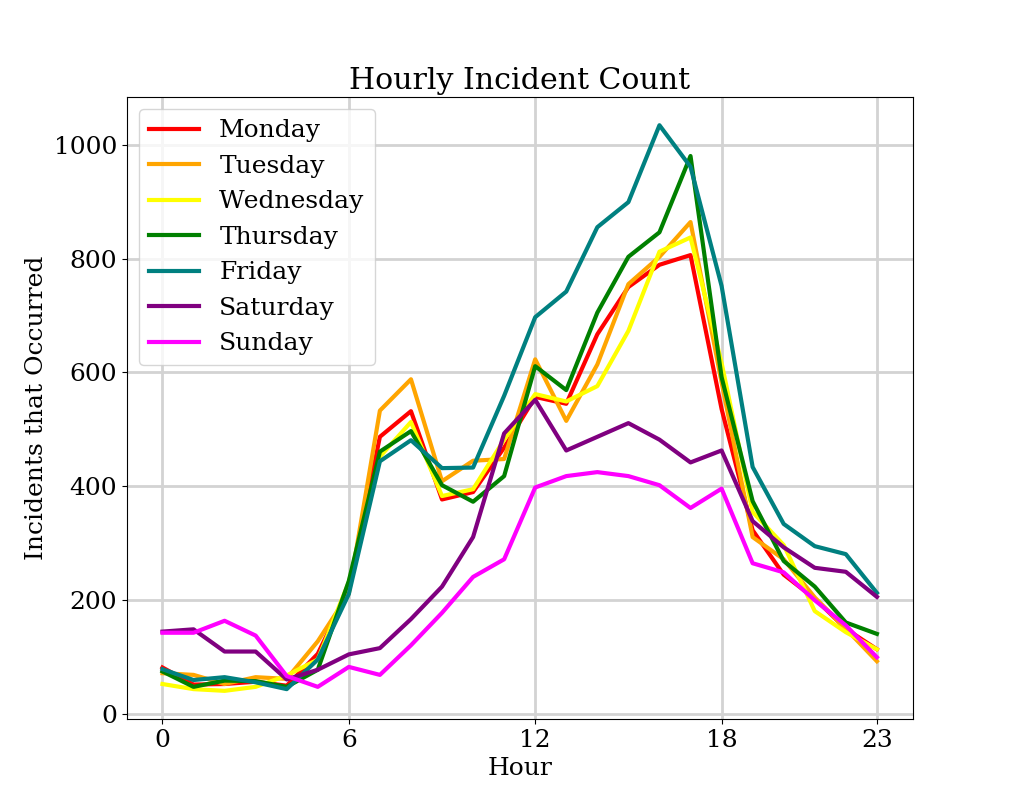 Hourly Incident Count
Incidents that Occurred
1000
800
600
400
200
0
Monday
Tuesday
Wednesday
Thursday
Friday
Saturday
Sunday
0 6 12 18 23
Hour